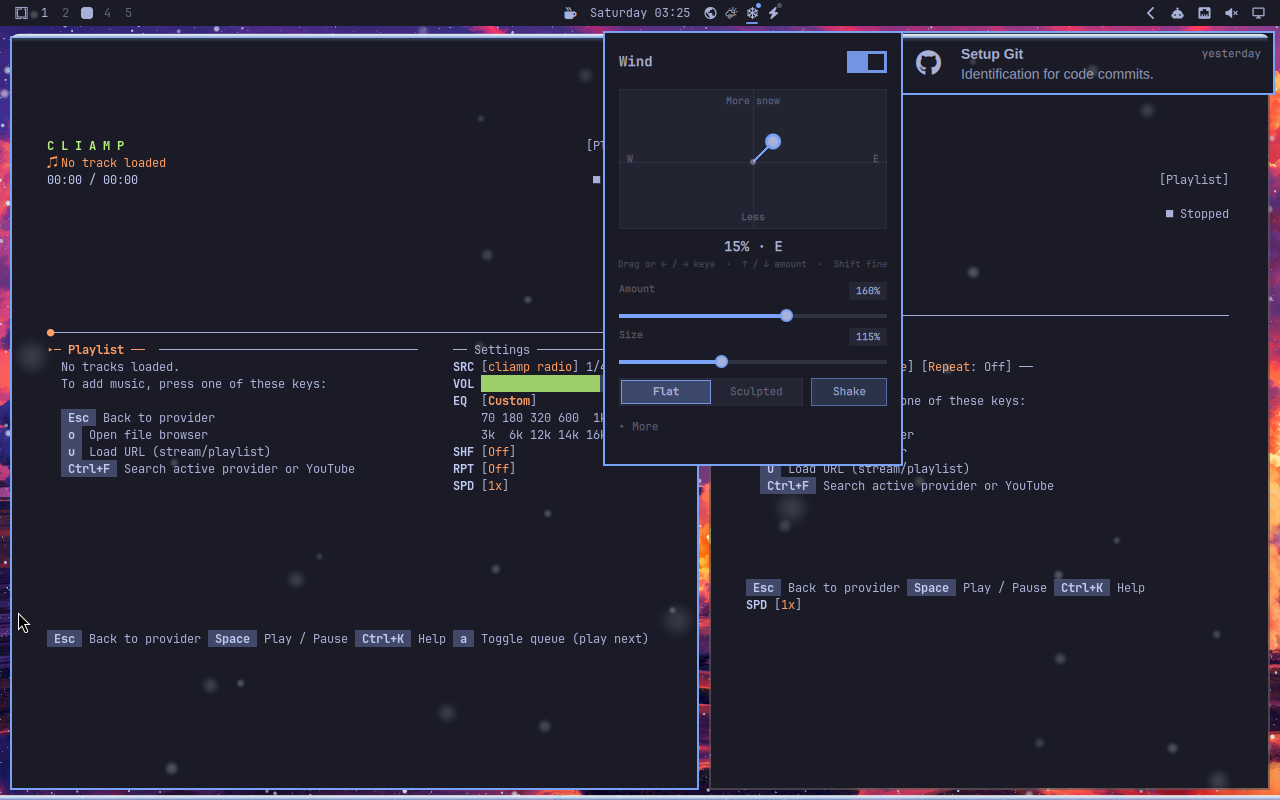 1 2 4 5
Saturday 03:25
C L I A M P
No track loaded
00:00 / 00:00
Playlist
No tracks loaded.
To add music, press one of these keys:
Esc Back to provider
o Open file browser
u Load URL (stream/playlist)
Ctrl+F Search active provider or YouTube
Settings
SRC [cliamp radio]
VOL
EQ [Custom]
70 180 320 600
3k 6k 12k 14k
SHF [Off]
RPT [Off]
SPD [1x]
Esc Back to provider Space Play / Pause Ctrl+K Help a Toggle queue (play next)
Wind
More snow
W E
Less
15% · E
Drag or ← / → keys · ↑ / ↓ amount · Shift fine
Amount 160%
Size 115%
Flat Sculpted Shake
▸ More
Setup Git yesterday
Identification for code commits.
[Playlist]
■ Stopped
[Repeat: Off]
one of these keys:
u Load URL (stream/playlist)
Ctrl+F Search active provider or YouTube
Esc Back to provider Space Play / Pause Ctrl+K Help
SPD [1x]